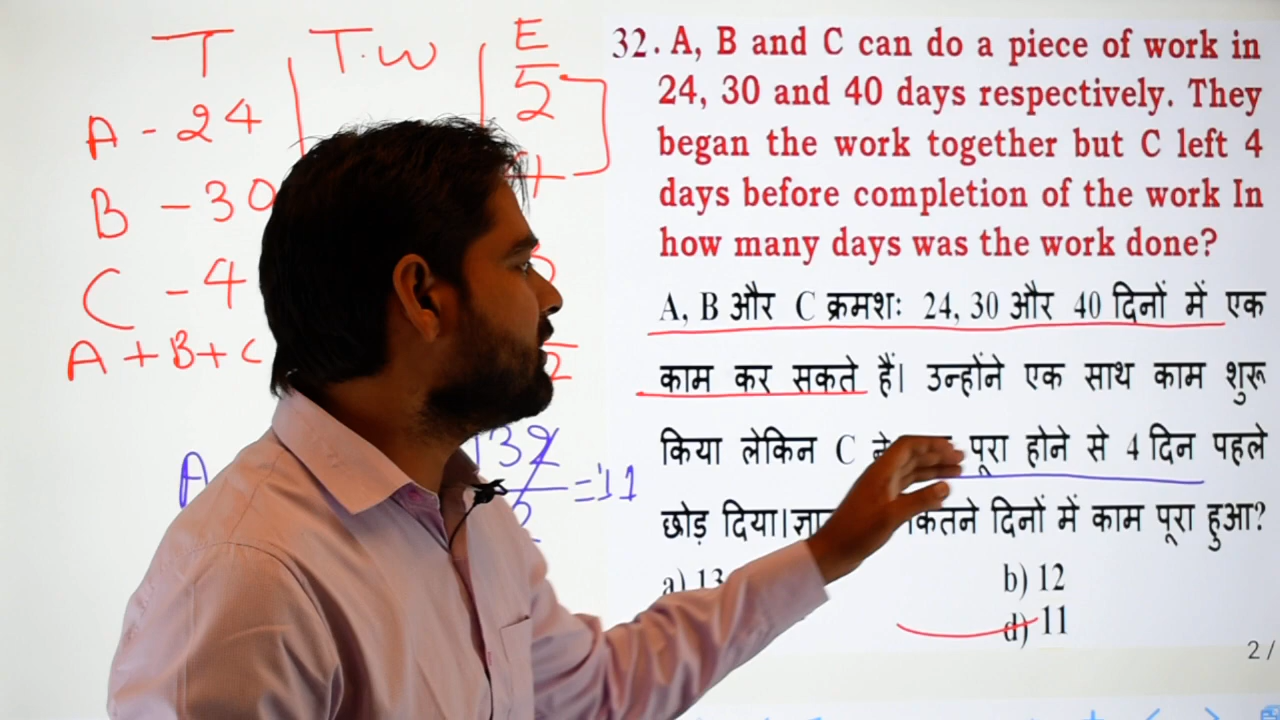 T
T.W
E
A - 24
5
B - 30
4
C - 4
A + B + C
A
132
= 11
32. A, B and C can do a piece of work in
24, 30 and 40 days respectively. They
began the work together but C left 4
days before completion of the work In
how many days was the work done?
A, B और C क्रमशः 24, 30 और 40 दिनों में एक
काम कर सकते हैं। उन्होंने एक साथ काम शुरू
किया लेकिन C पूरा होने से 4 दिन पहले
छोड़ दिया। दिनों में काम पूरा हुआ?
a) 13
b) 12
d) 11
2/